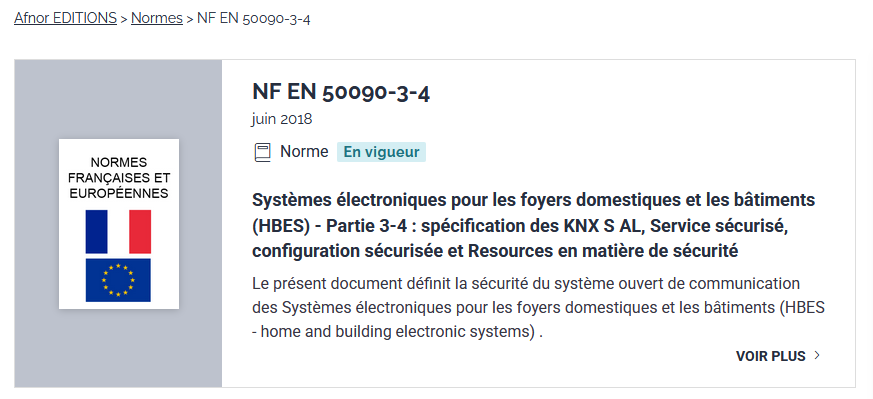 Afnor EDITIONS > Normes > NF EN 50090-3-4
NORMES
FRANÇAISES ET
EUROPÉENNES
NF EN 50090-3-4
juin 2018
Norme En vigueur
Systèmes électroniques pour les foyers domestiques et les bâtiments
(HBES) - Partie 3-4 : spécification des KNX S AL, Service sécurisé,
configuration sécurisée et Resources en matière de sécurité
Le présent document définit la sécurité du système ouvert de communication
des Systèmes électroniques pour les foyers domestiques et les bâtiments (HBES
- home and building electronic systems) .
VOIR PLUS